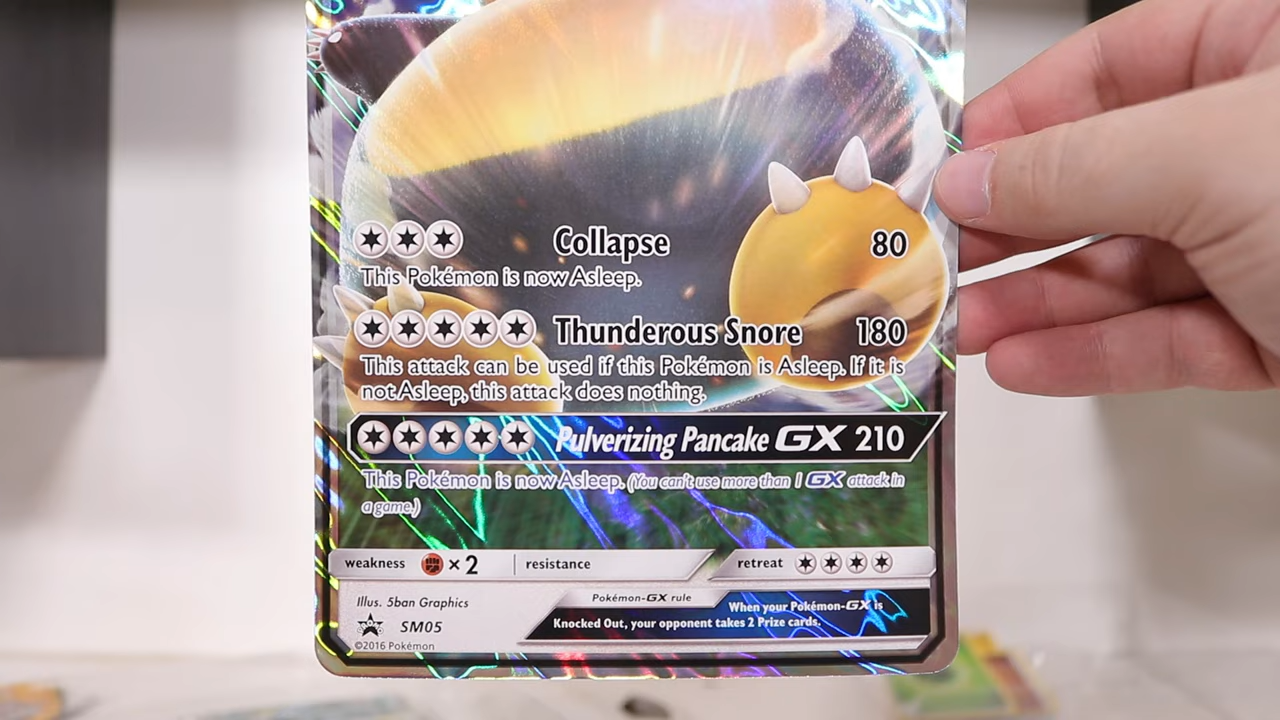 Collapse 80
This Pokémon is now Asleep.
Thunderous Snore 180
This attack can be used if this Pokémon is Asleep. If it is
not Asleep, this attack does nothing.
Pulverizing Pancake GX 210
This Pokémon is now Asleep. (You can't use more than 1 GX attack in
a game.)
weakness ×2 resistance retreat
Illus. 5ban Graphics
SM05
©2016 Pokémon
Pokémon-GX rule
When your Pokémon-GX is
Knocked Out, your opponent takes 2 Prize cards.